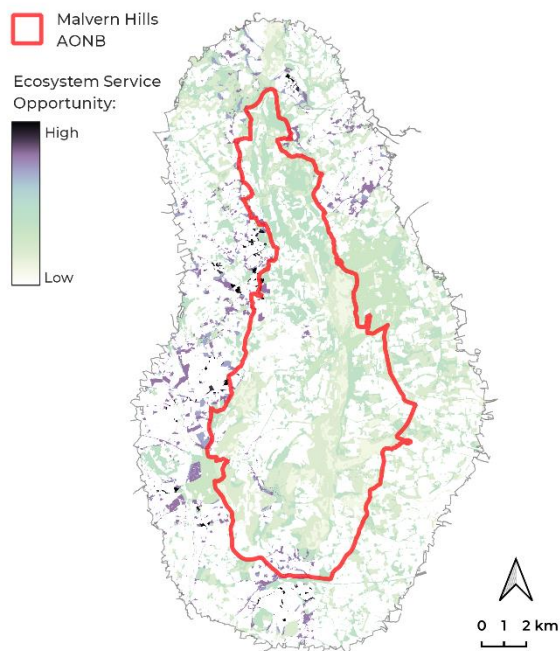 Malvern Hills
AONB
Ecosystem Service
Opportunity:
High
Low
0 1 2 km